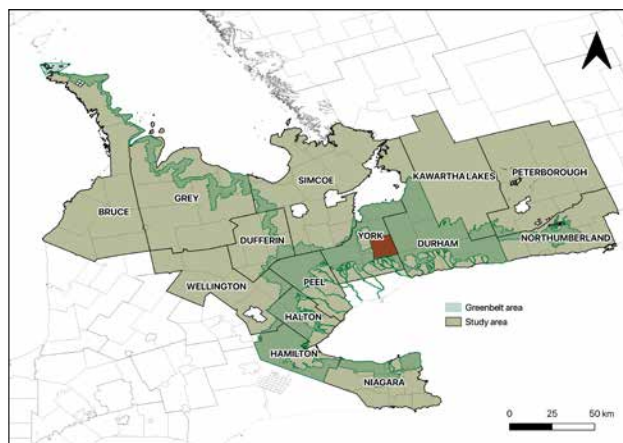 KAWARTHA LAKES
PETERBOROUGH
SIMCOE
GREY
BRUCE
NORTHUMBERLAND
YORK
DUFFERIN
DURHAM
PEEL
WELLINGTON
Greenbelt area
HALTON
Study area
HAMILTON
NIAGARA
0 25 50 km